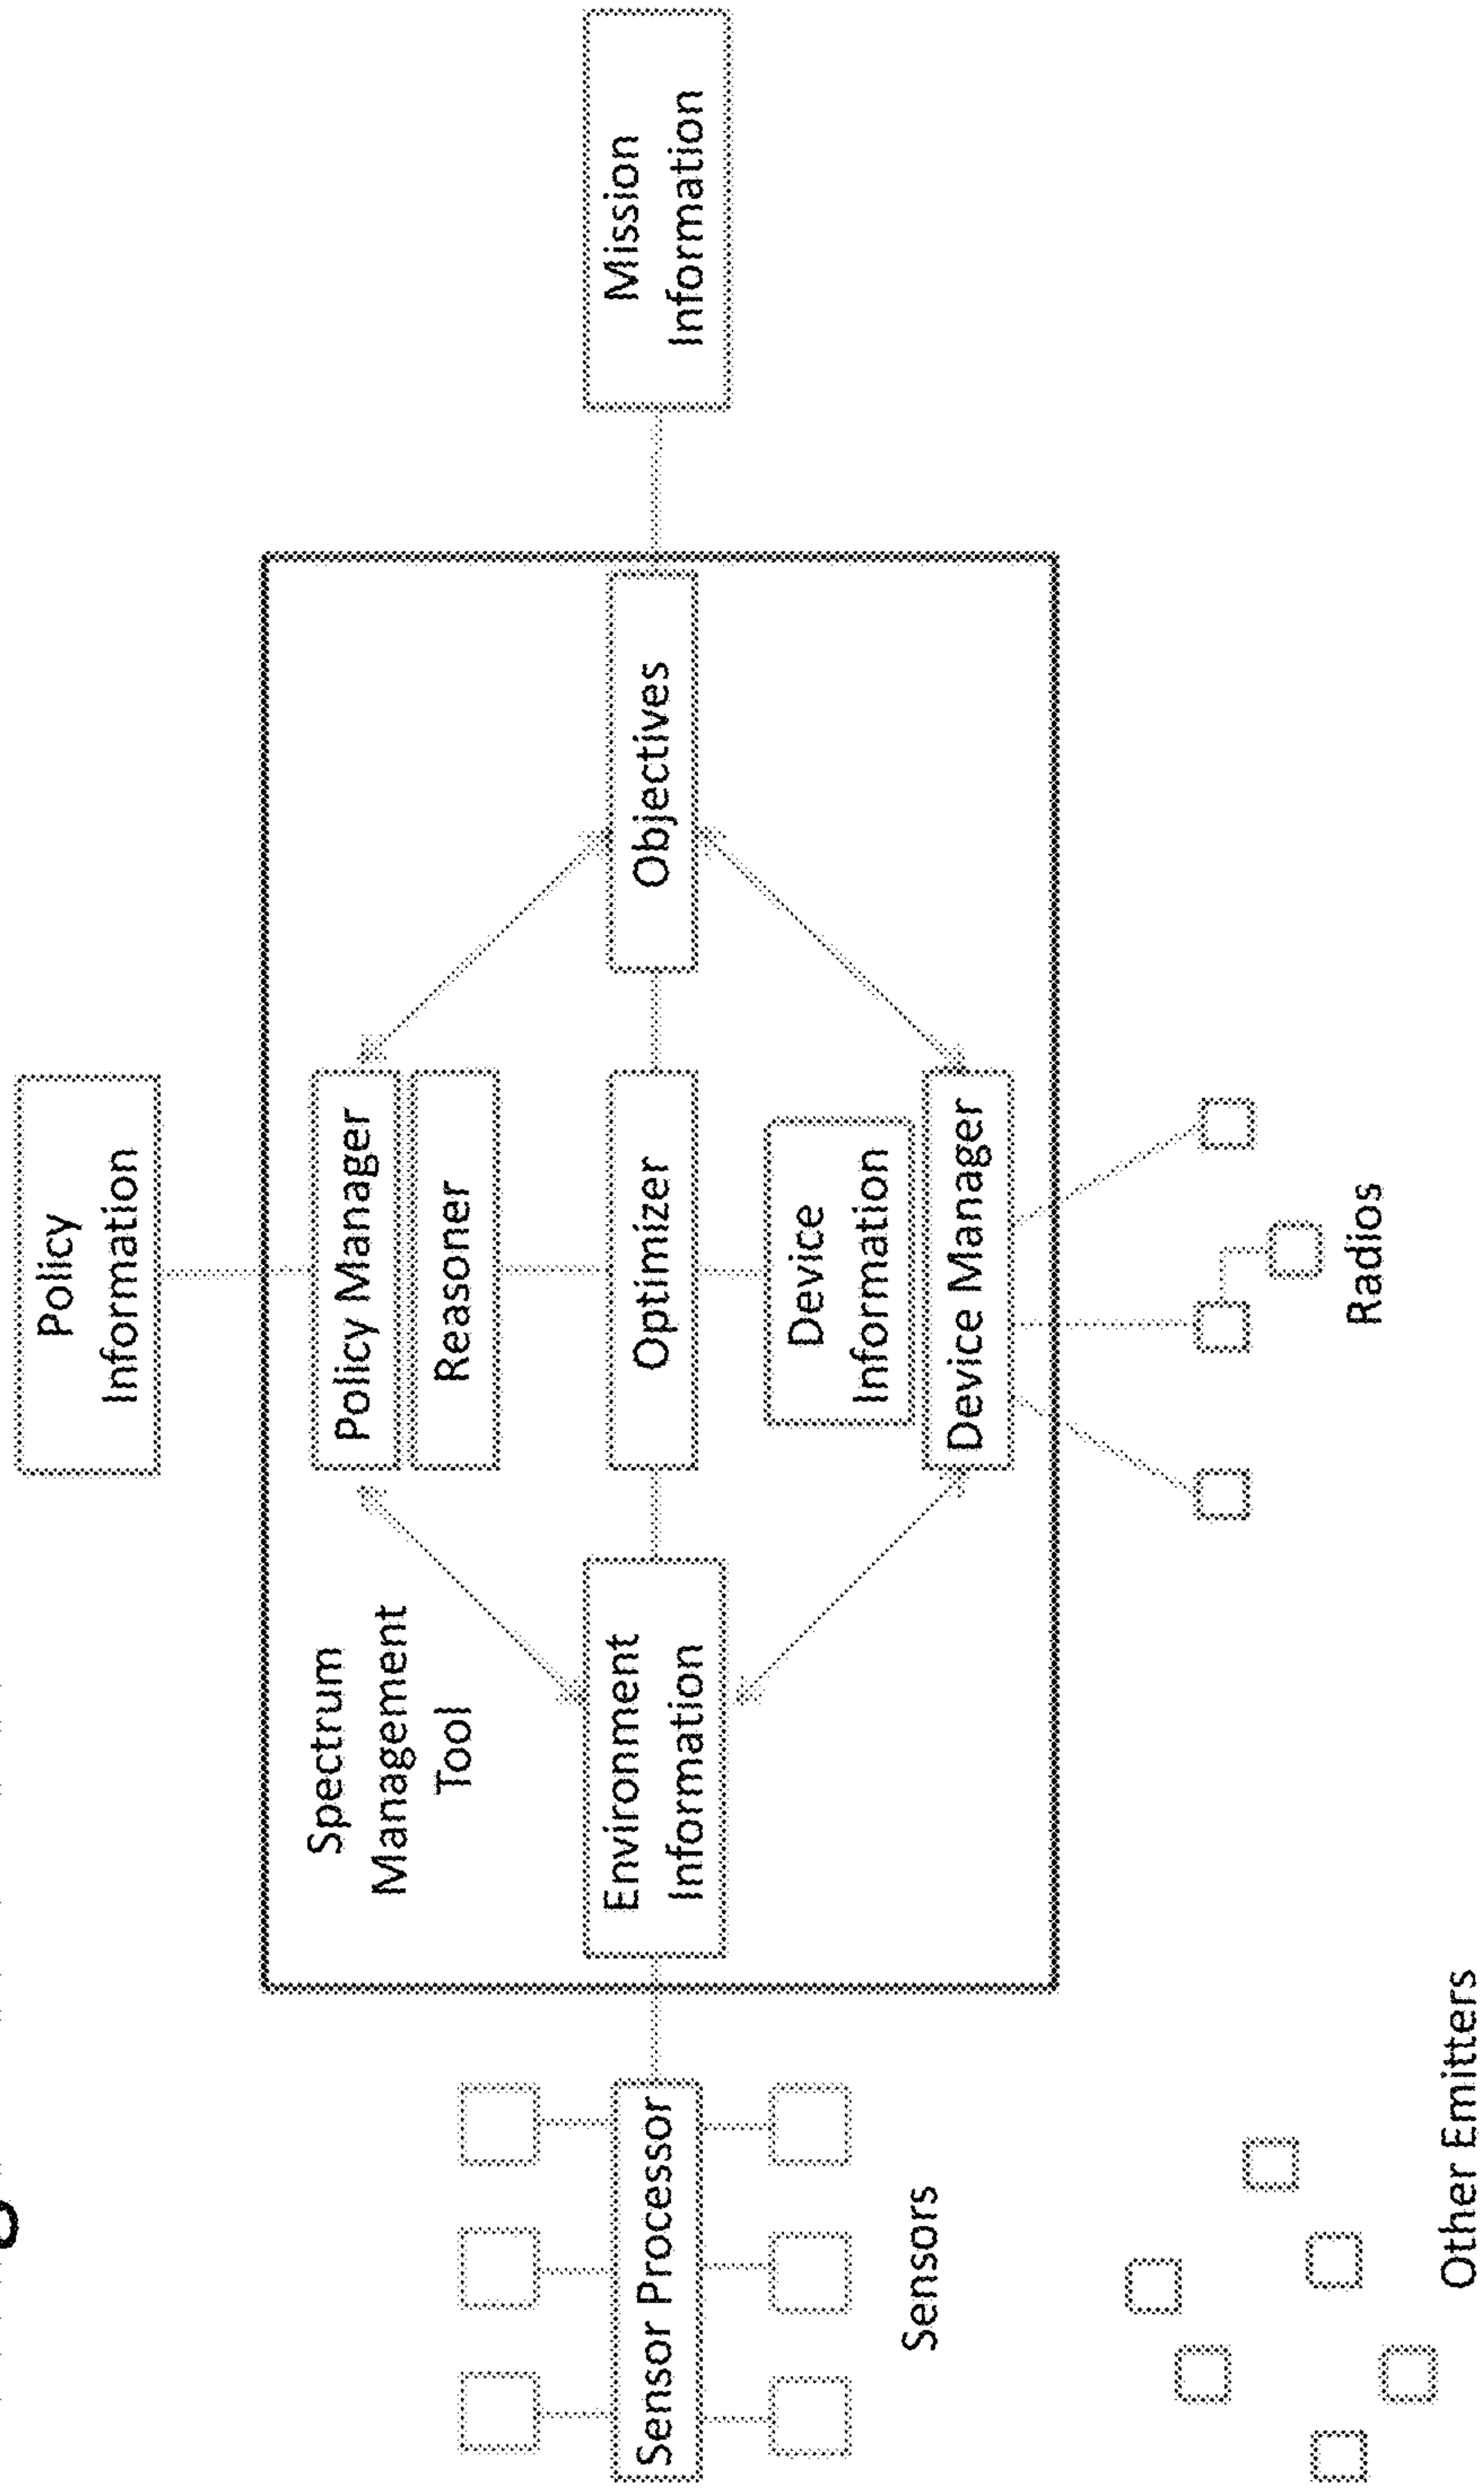 Policy
Information
Spectrum
Management
Tool
Policy Manager
Reasoner
Sensor Processor
Environment
Information
Optimizer
Objectives
Mission
Information
Device
Information
Device Manager
Sensors
Radios
Other Emitters